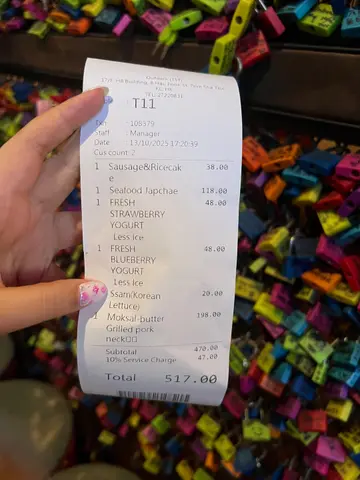 T11
: 108379
Staff : Manager
Date : 13/10/2025 17:20:39
Cus count: 2
1 Sausage&Ricecak 38.00
e
1 Seafood Japchae 118.00
1 FRESH 48.00
STRAWBERRY
YOGURT
Less Ice
1 FRESH 48.00
BLUEBERRY
YOGURT
Less Ice
Ssam(Korean 20.00
Lettuce)
1 Moksal-butter 198.00
Grilled pork
neck
Subtotal 470.00
10% Service Charge 47.00
Total 517.00